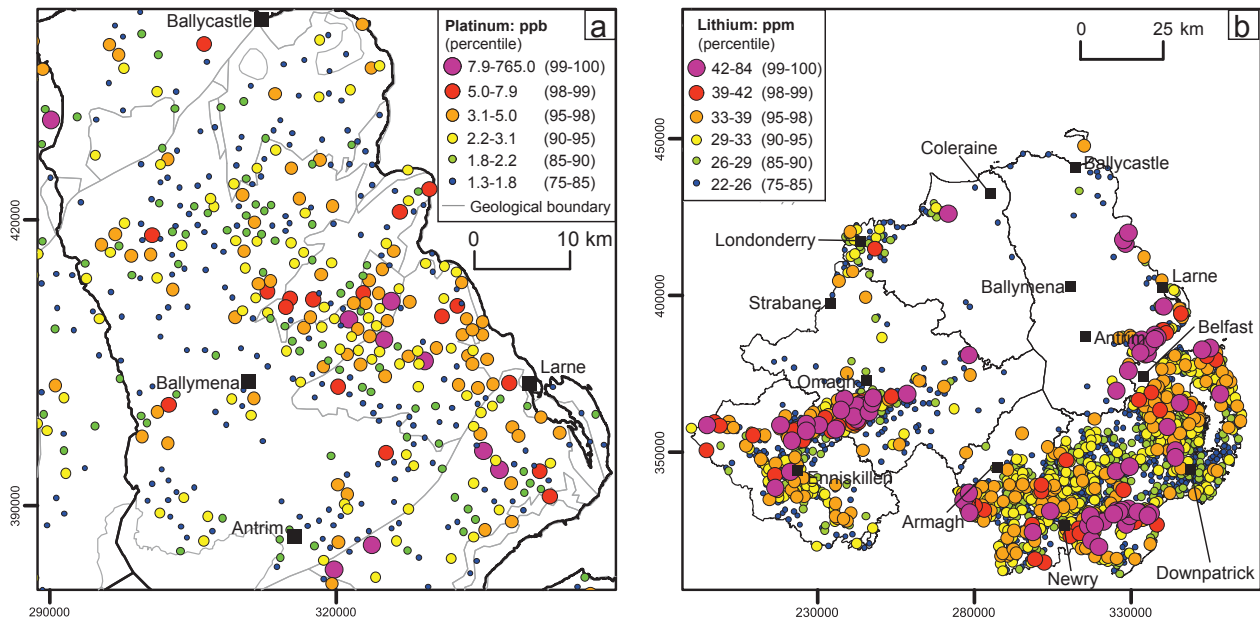 a
Platinum: ppb
(percentile)
7.9-765.0 (99-100)
5.0-7.9 (98-99)
3.1-5.0 (95-98)
2.2-3.1 (90-95)
1.8-2.2 (85-90)
1.3-1.8 (75-85)
Geological boundary
0 10 km
Ballycastle
Ballymena
Larne
Antrim
420000
390000
290000 320000
b
Lithium: ppm
(percentile)
42-84 (99-100)
39-42 (98-99)
33-39 (95-98)
29-33 (90-95)
26-29 (85-90)
22-26 (75-85)
0 25 km
Coleraine
Ballycastle
Londonderry
Strabane
Ballymena
Larne
Belfast
Antrim
Omagh
Enniskillen
Armagh
Newry
Downpatrick
450000
400000
350000
230000 280000 330000